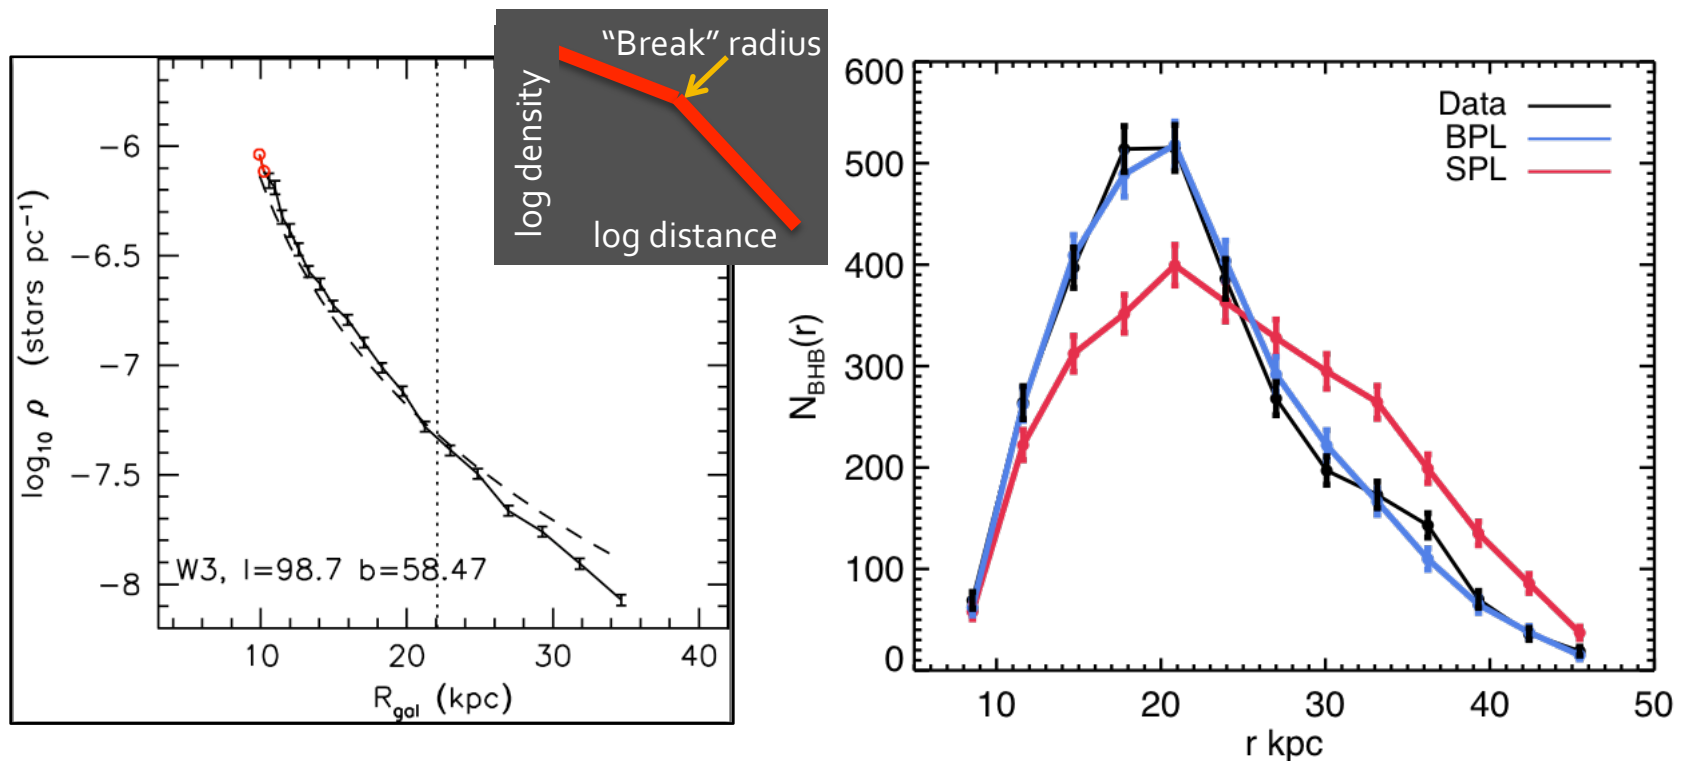 “Break” radius
log density
log distance
−6
−6.5
−7
−7.5
−8
log₁₀ ρ (stars pc⁻¹)
W3, l=98.7 b=58.47
10 20 30 40
R_gal (kpc)
600
500
400
300
200
100
0
N_BHB(r)
Data
BPL
SPL
10 20 30 40 50
r kpc